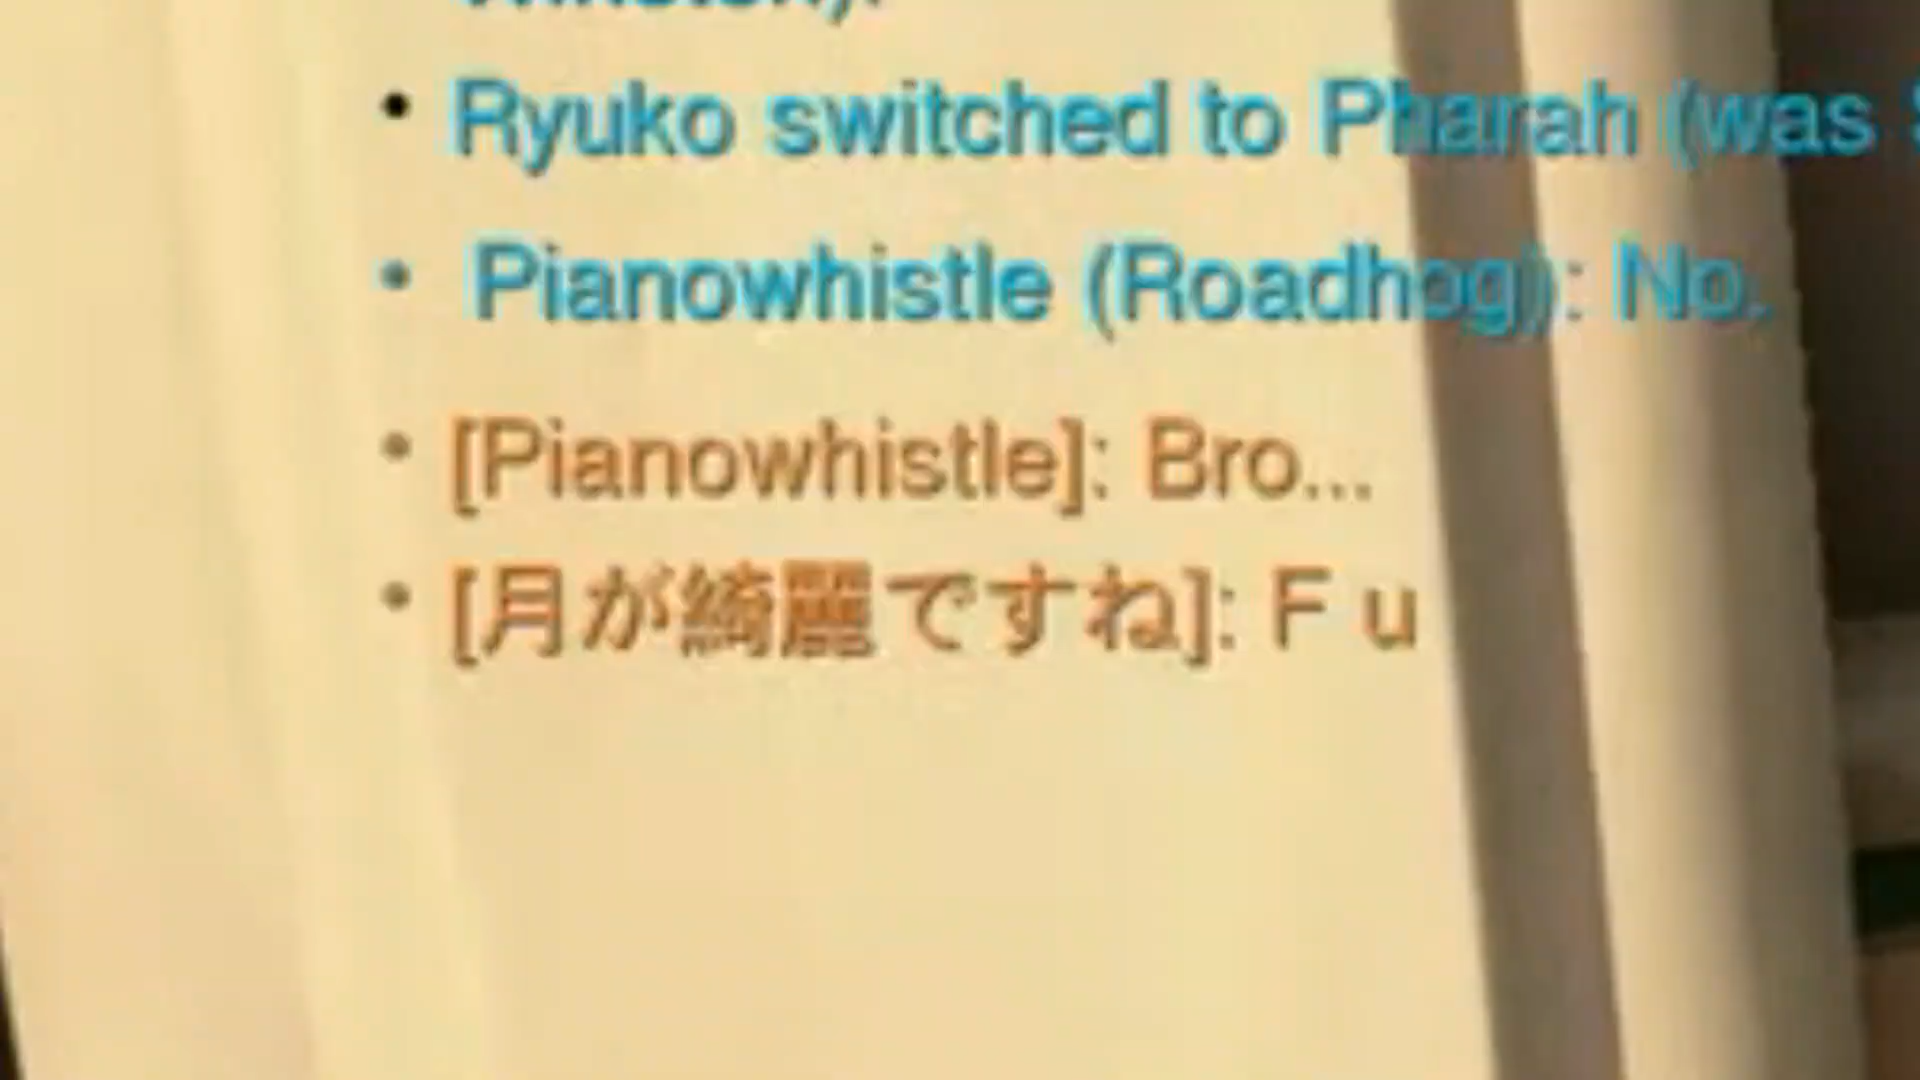 Ryuko switched to Pharah (was
Pianowhistle (Roadhog): No.
[Pianowhistle]: Bro...
[月が綺麗ですね]: F u